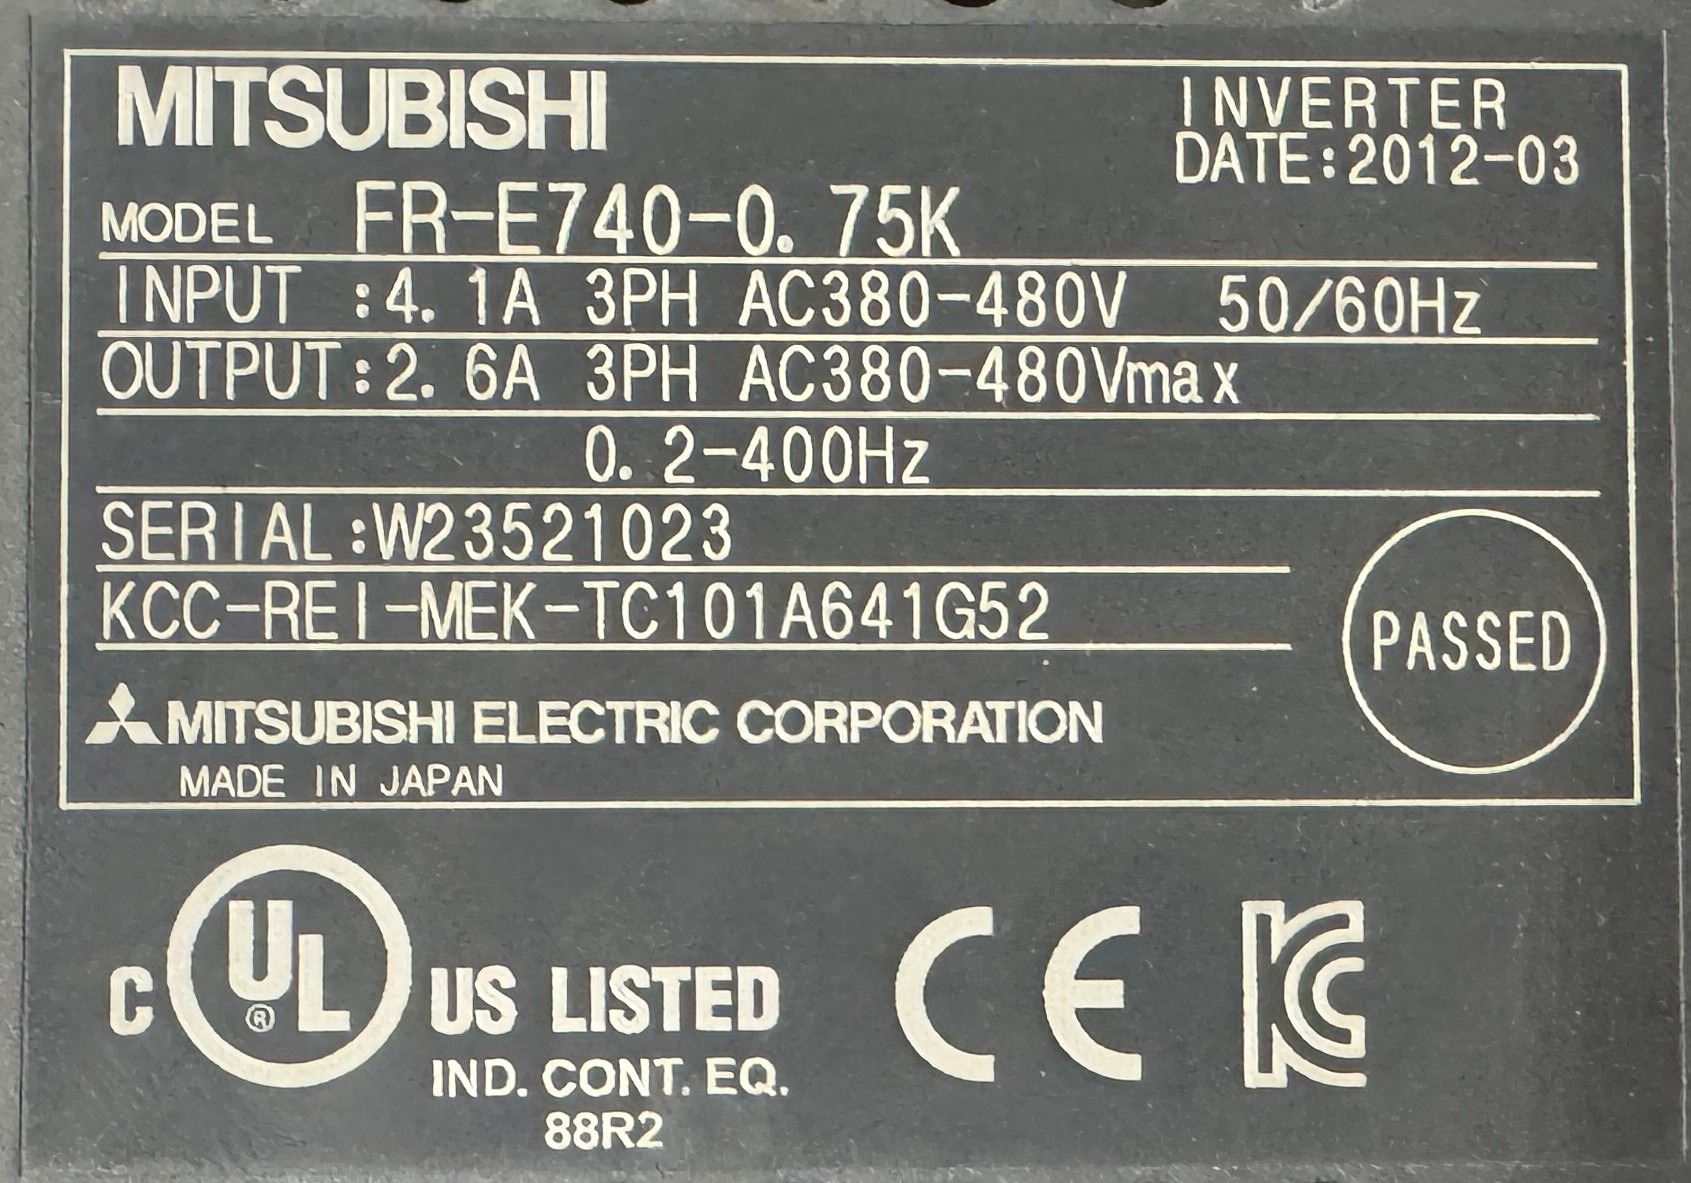 MITSUBISHI
INVERTER
DATE:2012-03
MODEL FR-E740-0.75K
INPUT :4.1A 3PH AC380-480V 50/60Hz
OUTPUT:2.6A 3PH AC380-480Vmax
0.2-400Hz
SERIAL:W23521023
KCC-REI-MEK-TC101A641G52
PASSED
MITSUBISHI ELECTRIC CORPORATION
MADE IN JAPAN
C UL ® US LISTED
IND. CONT. EQ.
88R2
CE KC